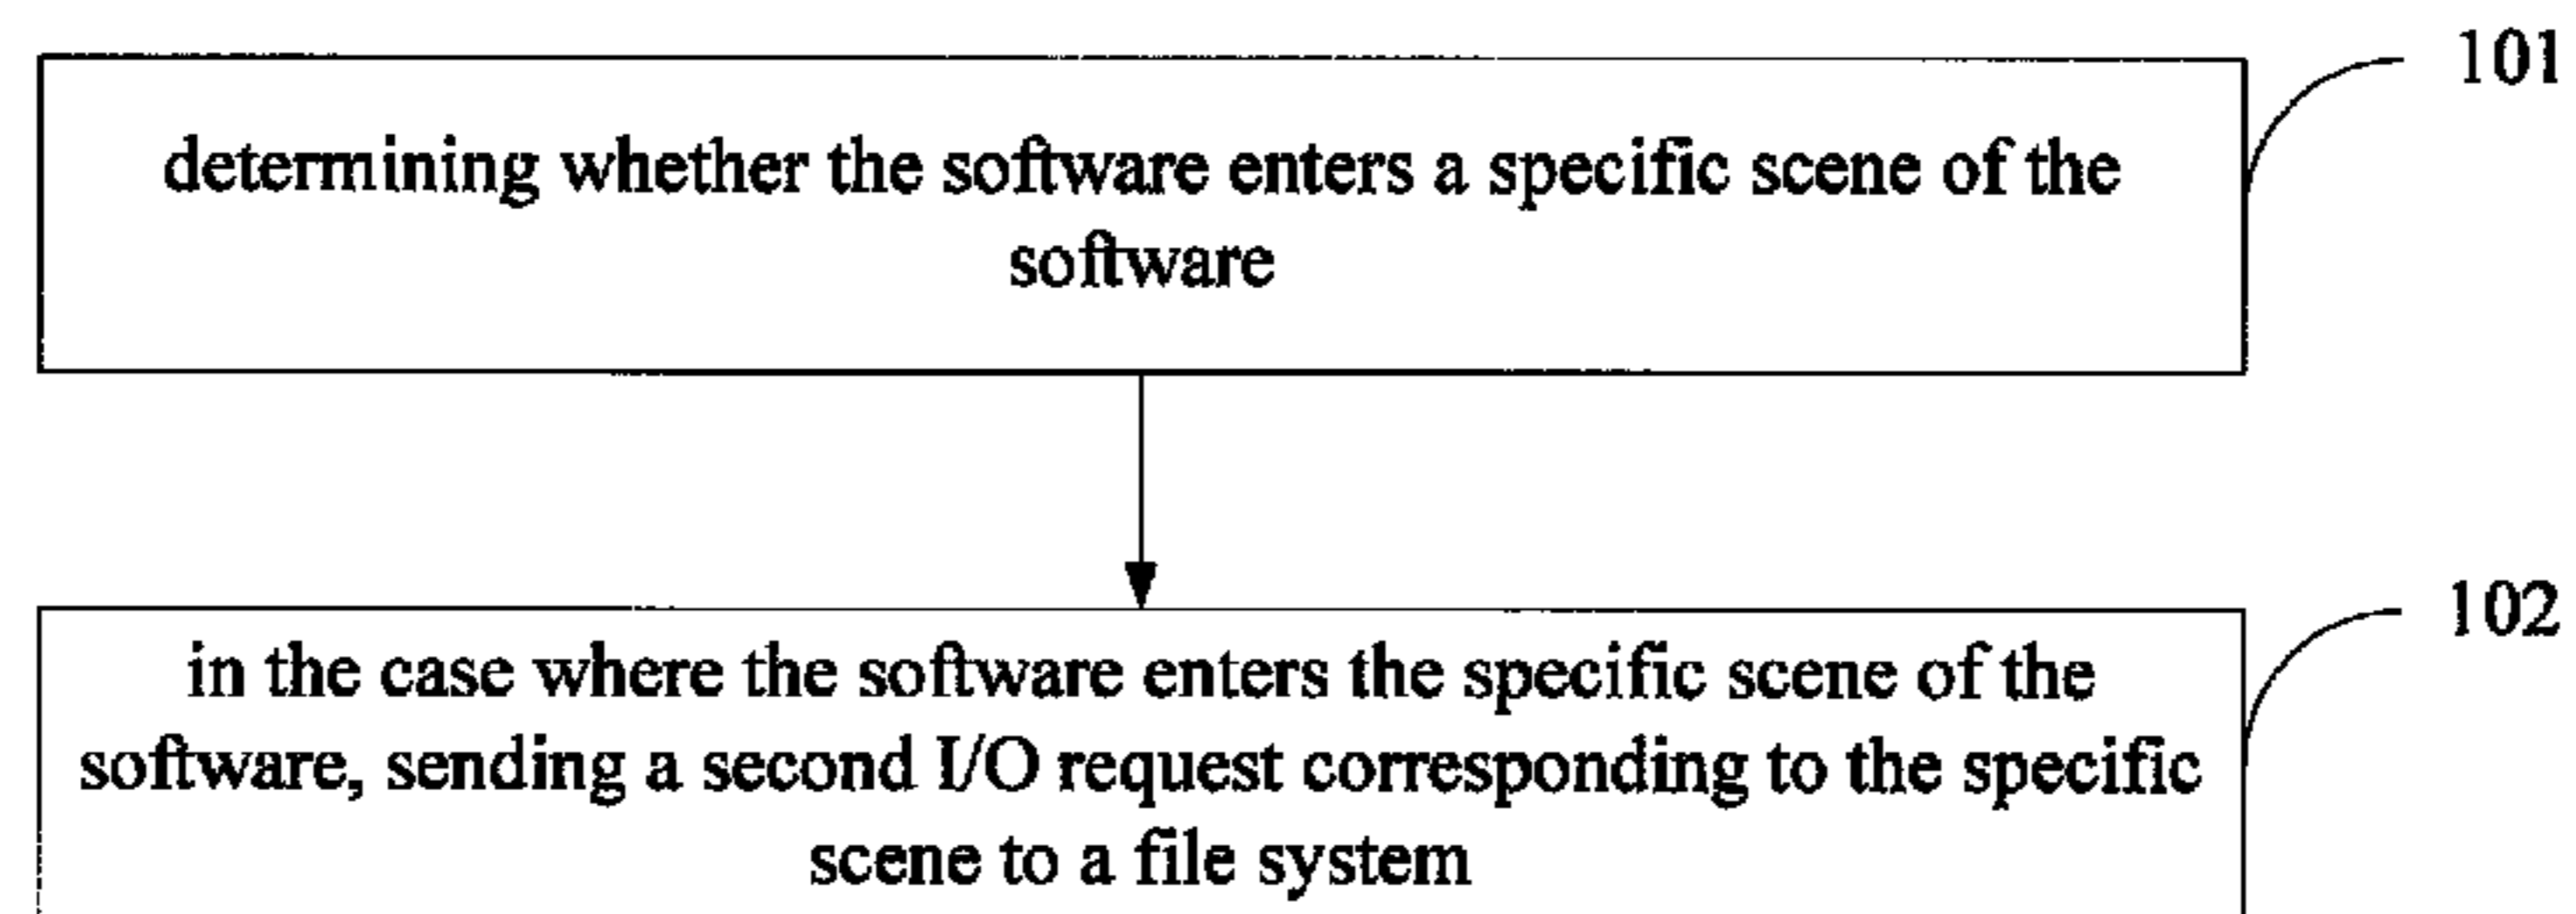 101
determining whether the software enters a specific scene of the
software
102
in the case where the software enters the specific scene of the
software, sending a second I/O request corresponding to the specific
scene to a file system